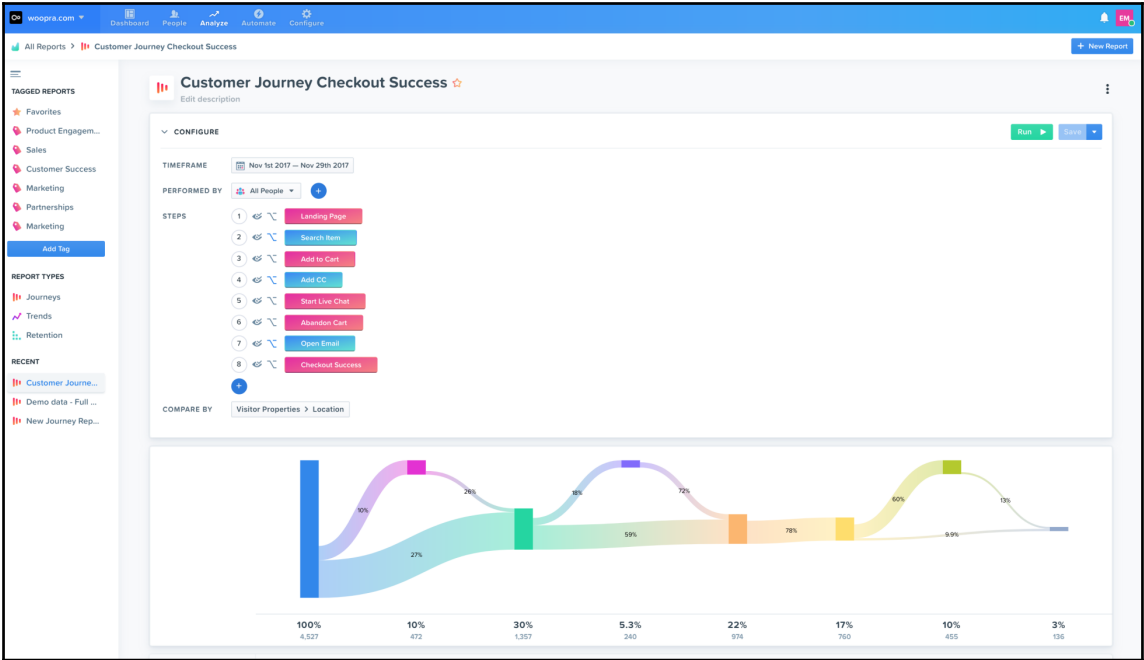 woopra.com
Dashboard People Analyze Automate Configure
EM
All Reports > Customer Journey Checkout Success
+ New Report
TAGGED REPORTS
Favorites
Product Engagem...
Sales
Customer Success
Marketing
Partnerships
Marketing
Add Tag
REPORT TYPES
Journeys
Trends
Retention
RECENT
Customer Journe...
Demo data - Full ...
New Journey Rep...
Customer Journey Checkout Success
Edit description
CONFIGURE
Run
Save
TIMEFRAME Nov 1st 2017 — Nov 29th 2017
PERFORMED BY All People
STEPS 1 Landing Page
2 Search Item
3 Add to Cart
4 Add CC
5 Start Live Chat
6 Abandon Cart
7 Open Email
8 Checkout Success
COMPARE BY Visitor Properties > Location
10% 26% 18% 72% 60% 13%
27% 59% 78% 9.9%
100% 10% 30% 5.3% 22% 17% 10% 3%
4,527 472 1,357 240 974 760 455 136